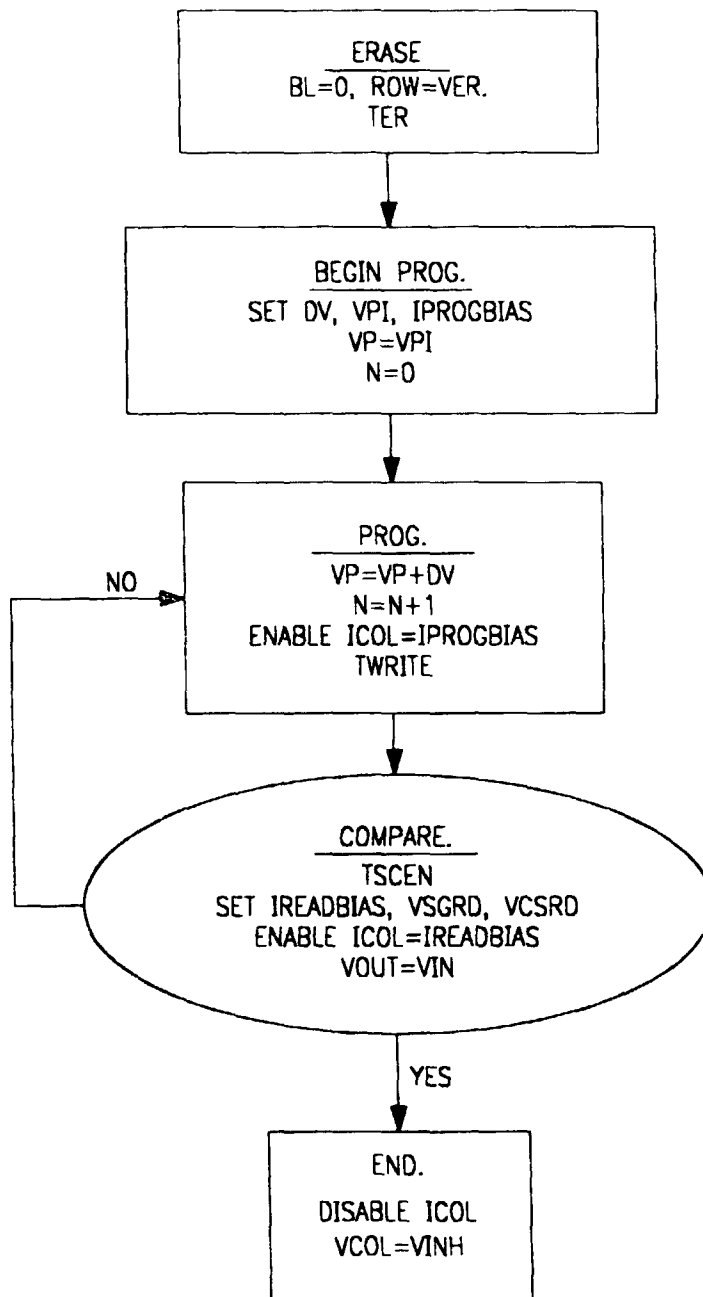 ERASE
BL=0, ROW=VER.
TER
BEGIN PROG.
SET DV, VPI, IPROGBIAS
VP=VPI
N=0
PROG.
VP=VP+DV
N=N+1
ENABLE ICOL=IPROGBIAS
TWRITE
NO
COMPARE.
TSCEN
SET IREADBIAS, VSGRD, VCSRD
ENABLE ICOL=IREADBIAS
VOUT=VIN
YES
END.
DISABLE ICOL
VCOL=VINH